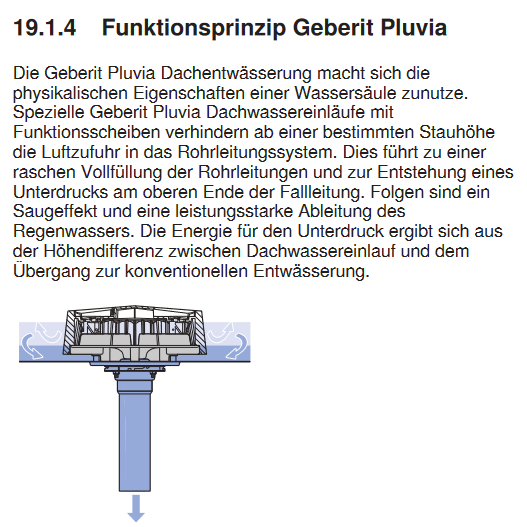 19.1.4 Funktionsprinzip Geberit Pluvia
Die Geberit Pluvia Dachentwässerung macht sich die
physikalischen Eigenschaften einer Wassersäule zunutze.
Spezielle Geberit Pluvia Dachwassereinläufe mit
Funktionsscheiben verhindern ab einer bestimmten Stauhöhe
die Luftzufuhr in das Rohrleitungssystem. Dies führt zu einer
raschen Vollfüllung der Rohrleitungen und zur Entstehung eines
Unterdrucks am oberen Ende der Fallleitung. Folgen sind ein
Saugeffekt und eine leistungsstarke Ableitung des
Regenwassers. Die Energie für den Unterdruck ergibt sich aus
der Höhendifferenz zwischen Dachwassereinlauf und dem
Übergang zur konventionellen Entwässerung.